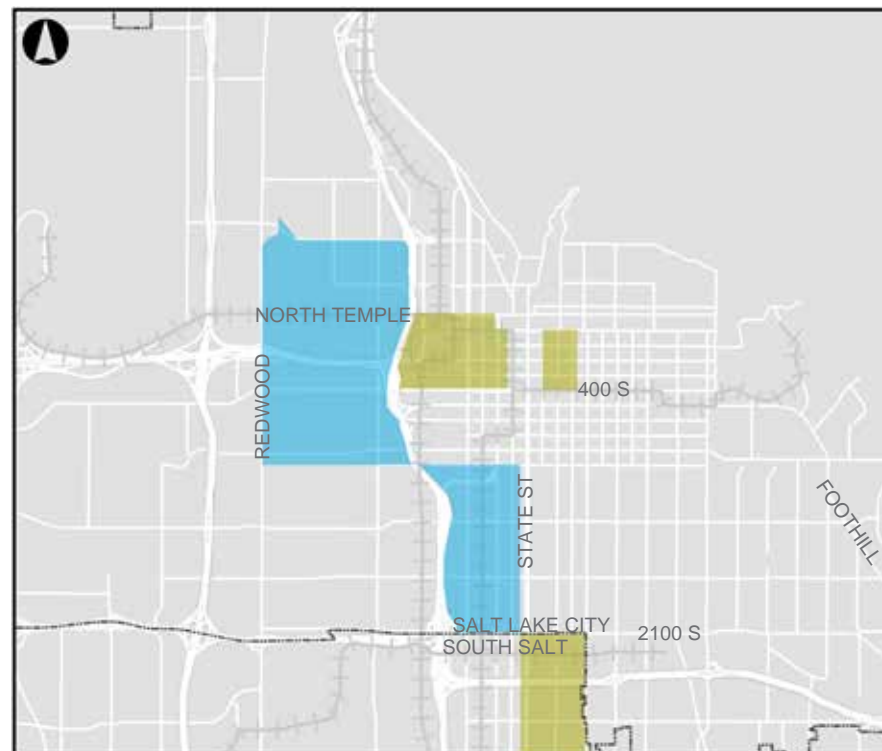 NORTH TEMPLE
REDWOOD
400 S
STATE ST
FOOTHILL
SALT LAKE CITY
2100 S
SOUTH SALT